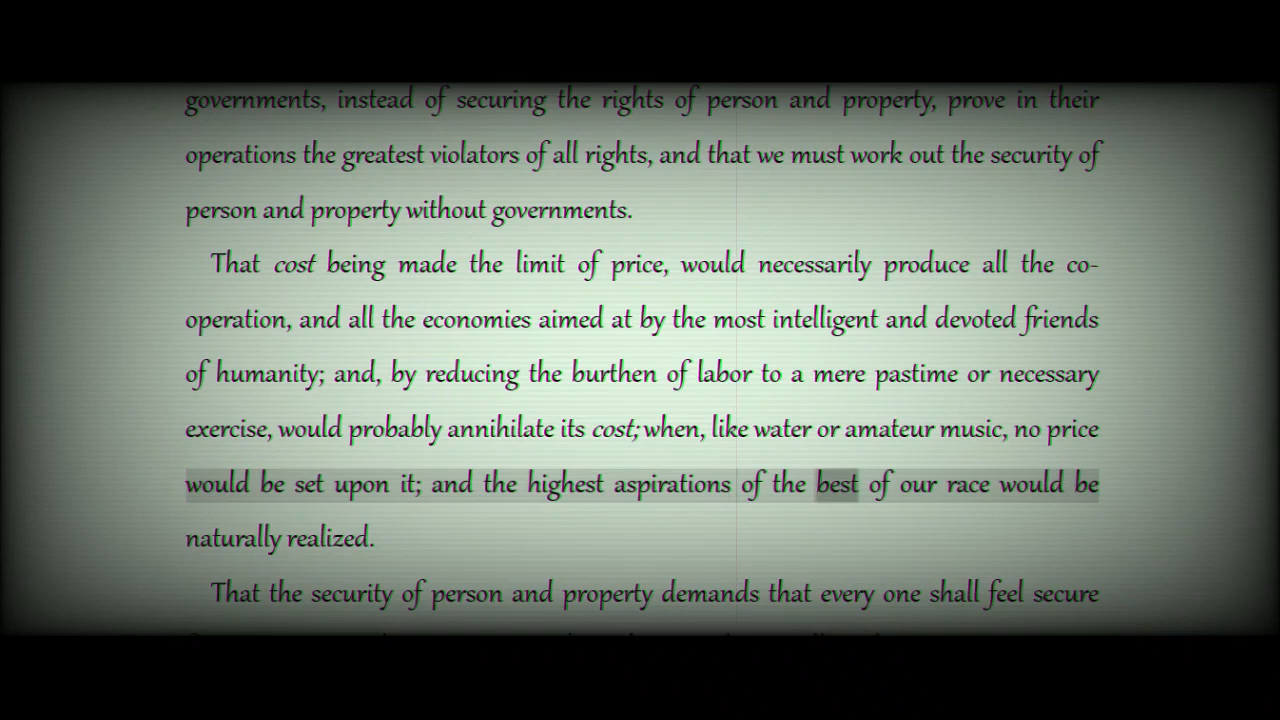 governments, instead of securing the rights of person and property, prove in their
operations the greatest violators of all rights, and that we must work out the security of
person and property without governments.
That cost being made the limit of price, would necessarily produce all the co-
operation, and all the economies aimed at by the most intelligent and devoted friends
of humanity; and, by reducing the burthen of labor to a mere pastime or necessary
exercise, would probably annihilate its cost; when, like water or amateur music, no price
would be set upon it; and the highest aspirations of the best of our race would be
naturally realized.
That the security of person and property demands that every one shall feel secure